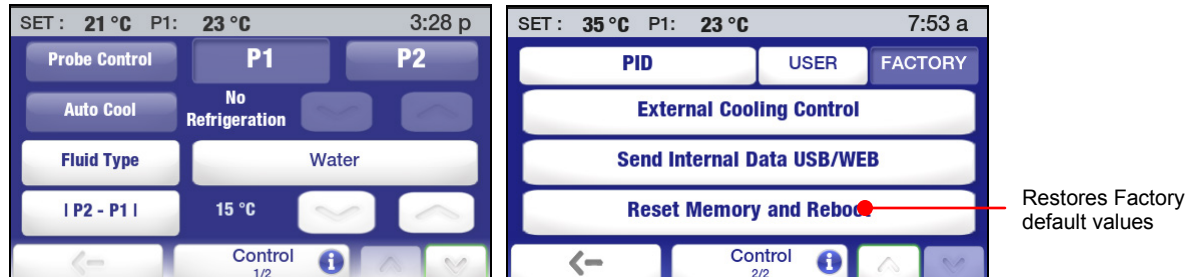 SET : 21 °C P1: 23 °C 3:28 p
Probe Control P1 P2
Auto Cool No Refrigeration
Fluid Type Water
I P2 - P1 I 15 °C
Control
1/2
SET : 35 °C P1: 23 °C 7:53 a
PID USER FACTORY
External Cooling Control
Send Internal Data USB/WEB
Reset Memory and Reboot
Control
2/2
Restores Factory
default values